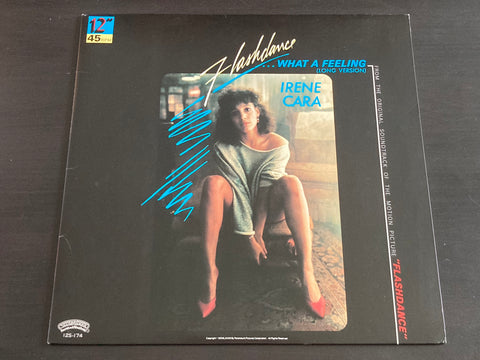 12"
45 RPM
Flashdance
...WHAT A FEELING
(LONG VERSION)
IRENE
CARA
FROM THE ORIGINAL SOUNDTRACK OF THE MOTION PICTURE
"FLASHDANCE"
12S-174